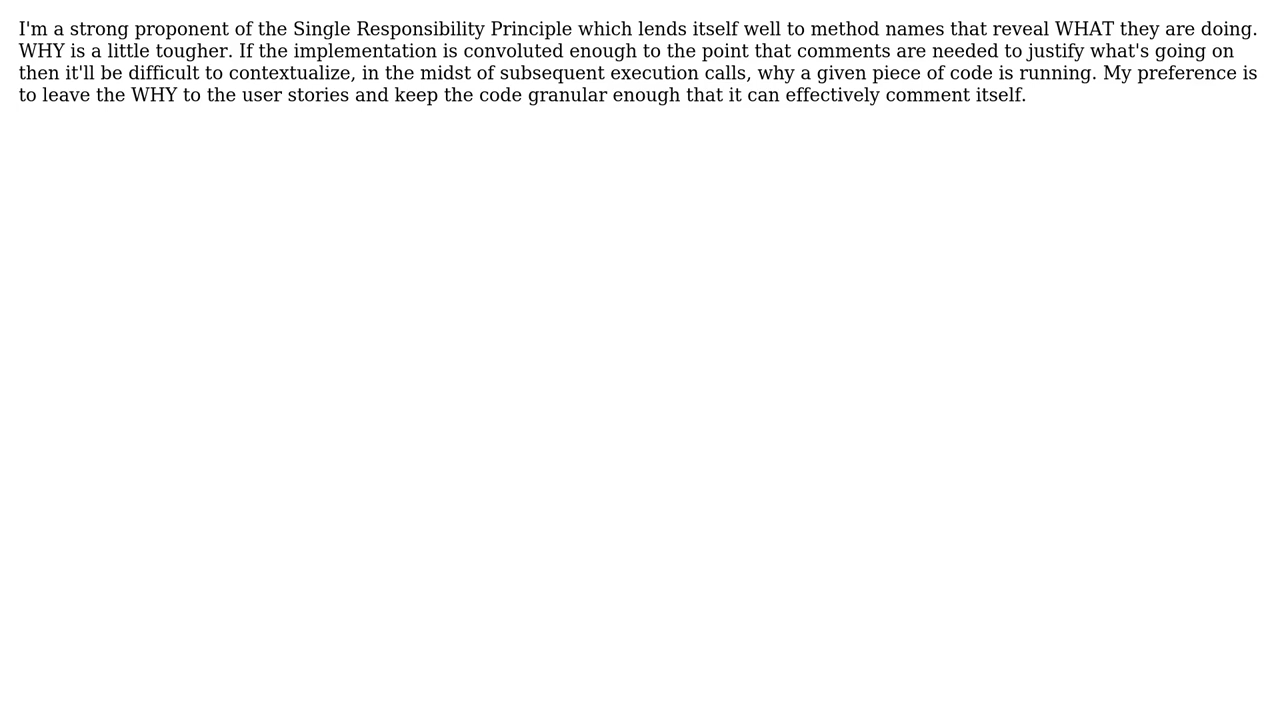 I'm a strong proponent of the Single Responsibility Principle which lends itself well to method names that reveal WHAT they are doing.
WHY is a little tougher. If the implementation is convoluted enough to the point that comments are needed to justify what's going on
then it'll be difficult to contextualize, in the midst of subsequent execution calls, why a given piece of code is running. My preference is
to leave the WHY to the user stories and keep the code granular enough that it can effectively comment itself.